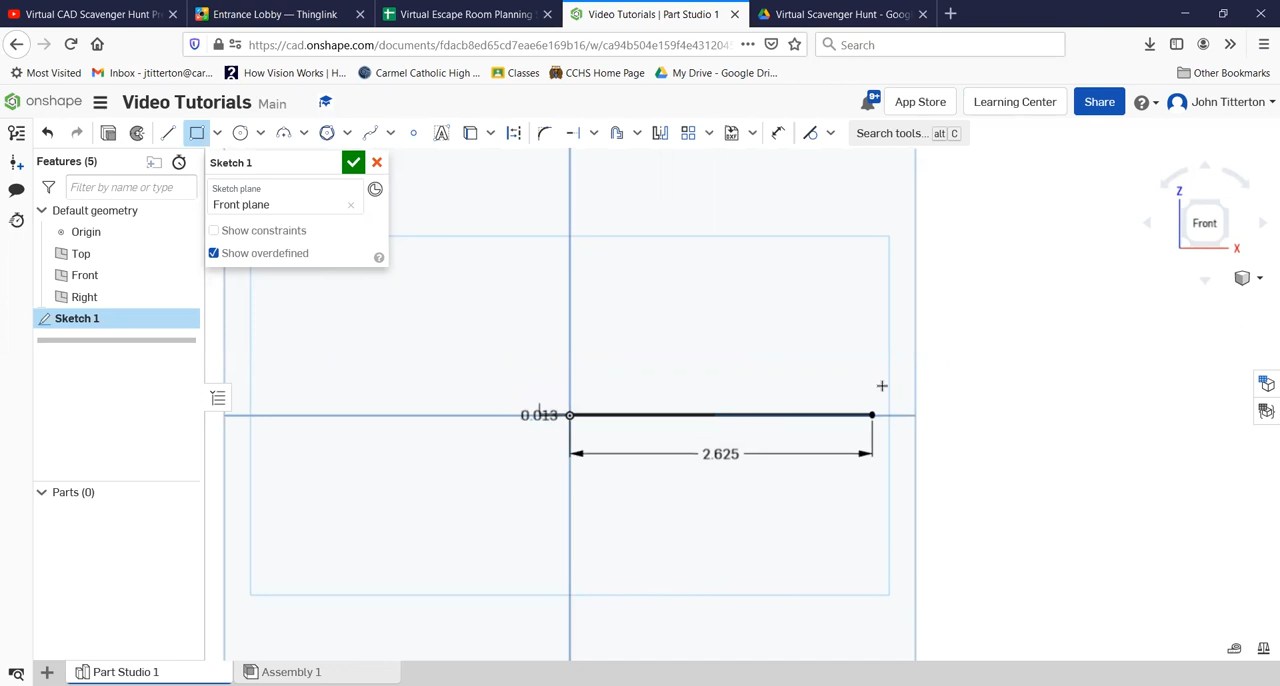 Virtual CAD Scavenger Hunt Pr
Entrance Lobby — Thinglink
Virtual Escape Room Planning S
Video Tutorials | Part Studio 1
Virtual Scavenger Hunt - Goog
https://cad.onshape.com/documents/fdacb8ed65cd7eae6e169b16/w/ca94b504e159f4e431204
Search
Most Visited
Inbox - jtitterton@car...
How Vision Works | H...
Carmel Catholic High ...
Classes
CCHS Home Page
My Drive - Google Dri...
Other Bookmarks
onshape
Video Tutorials Main
9+
App Store
Learning Center
Share
John Titterton
Search tools... alt C
Features (5)
Filter by name or type
Default geometry
Origin
Top
Front
Right
Sketch 1
Parts (0)
Sketch 1
Sketch plane
Front plane
Show constraints
Show overdefined
0.013
2.625
Z
Front
X
Part Studio 1
Assembly 1